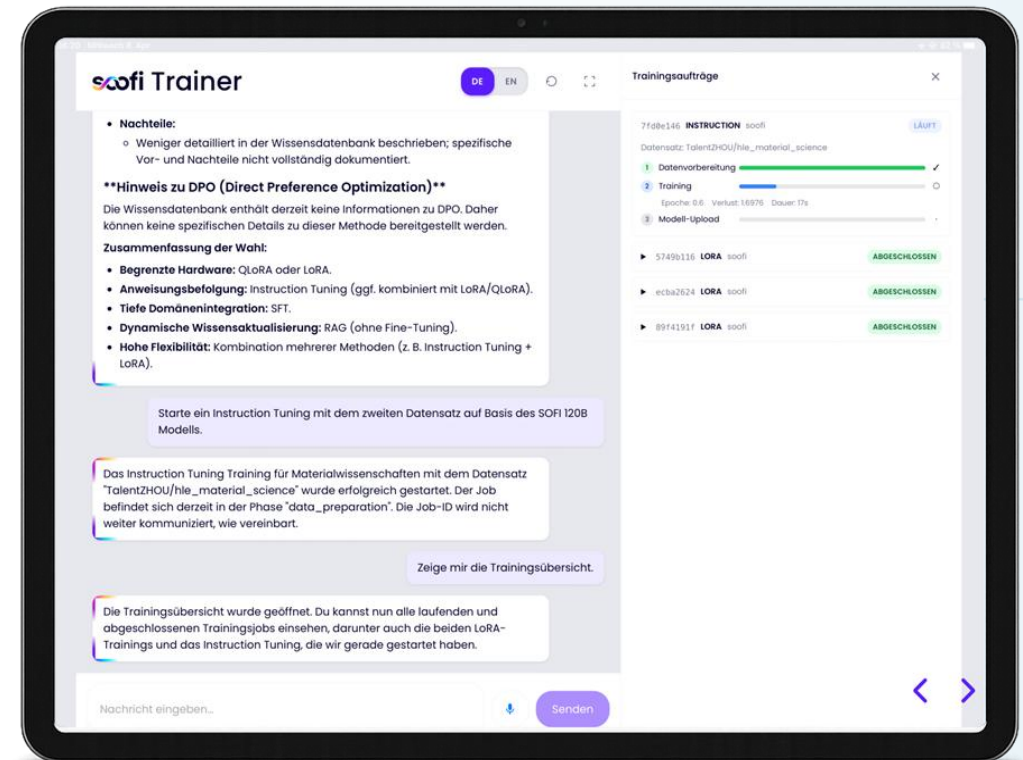 soofi Trainer
DE EN
Nachteile:
Weniger detailliert in der Wissensdatenbank beschrieben; spezifische
Vor- und Nachteile nicht vollständig dokumentiert.
**Hinweis zu DPO (Direct Preference Optimization)**
Die Wissensdatenbank enthält derzeit keine Informationen zu DPO. Daher
können keine spezifischen Details zu dieser Methode bereitgestellt werden.
Zusammenfassung der Wahl:
Begrenzte Hardware: QLoRA oder LoRA.
Anweisungsbefolgung: Instruction Tuning (ggf. kombiniert mit LoRA/QLoRA).
Tiefe Domänenintegration: SFT.
Dynamische Wissensaktualisierung: RAG (ohne Fine-Tuning).
Hohe Flexibilität: Kombination mehrerer Methoden (z. B. Instruction Tuning +
LoRA).
Starte ein Instruction Tuning mit dem zweiten Datensatz auf Basis des SOFI 120B
Modells.
Das Instruction Tuning Training für Materialwissenschaften mit dem Datensatz
"TalentZHOU/hle_material_science" wurde erfolgreich gestartet. Der Job
befindet sich derzeit in der Phase "data_preparation". Die Job-ID wird nicht
weiter kommuniziert, wie vereinbart.
Zeige mir die Trainingsübersicht.
Die Trainingsübersicht wurde geöffnet. Du kannst nun alle laufenden und
abgeschlossenen Trainingsjobs einsehen, darunter auch die beiden LoRA-
Trainings und das Instruction Tuning, die wir gerade gestartet haben.
Nachricht eingeben...
Senden
Trainingsaufträge
7fd0e146 INSTRUCTION soofi LÄUFT
Datensatz: TalentZHOU/hle_material_science
1 Datenvorbereitung
2 Training
Epoche: 0.6 Verlust: 1.6976 Dauer: 17s
3 Modell-Upload
5749b116 LORA soofi ABGESCHLOSSEN
ecba2624 LORA soofi ABGESCHLOSSEN
89f4191f LORA soofi ABGESCHLOSSEN